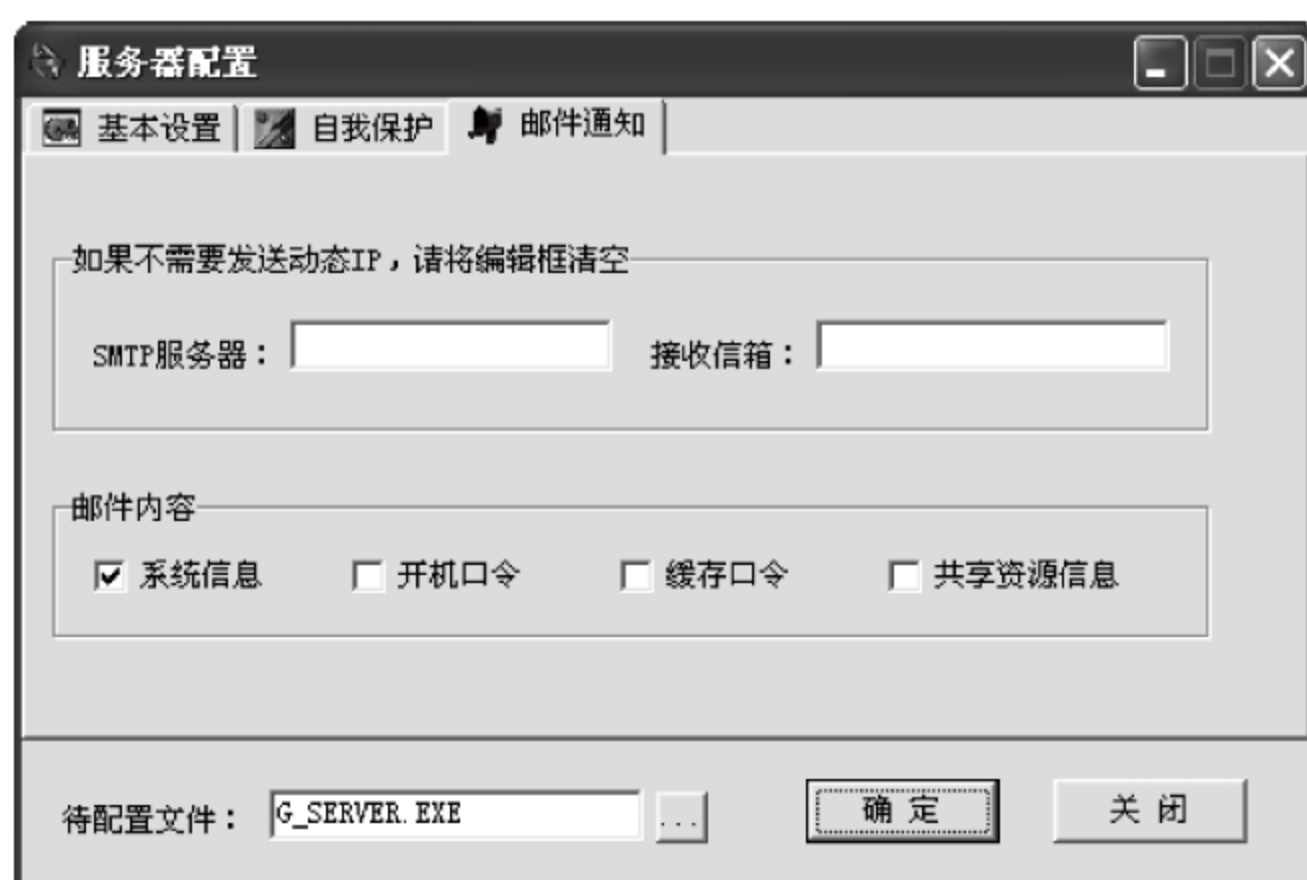 服务器配置
基本设置 自我保护 邮件通知
如果不需要发送动态IP，请将编辑框清空
SMTP服务器： 接收信箱：
邮件内容
系统信息 开机口令 缓存口令 共享资源信息
待配置文件： G_SERVER.EXE ... 确定 关闭